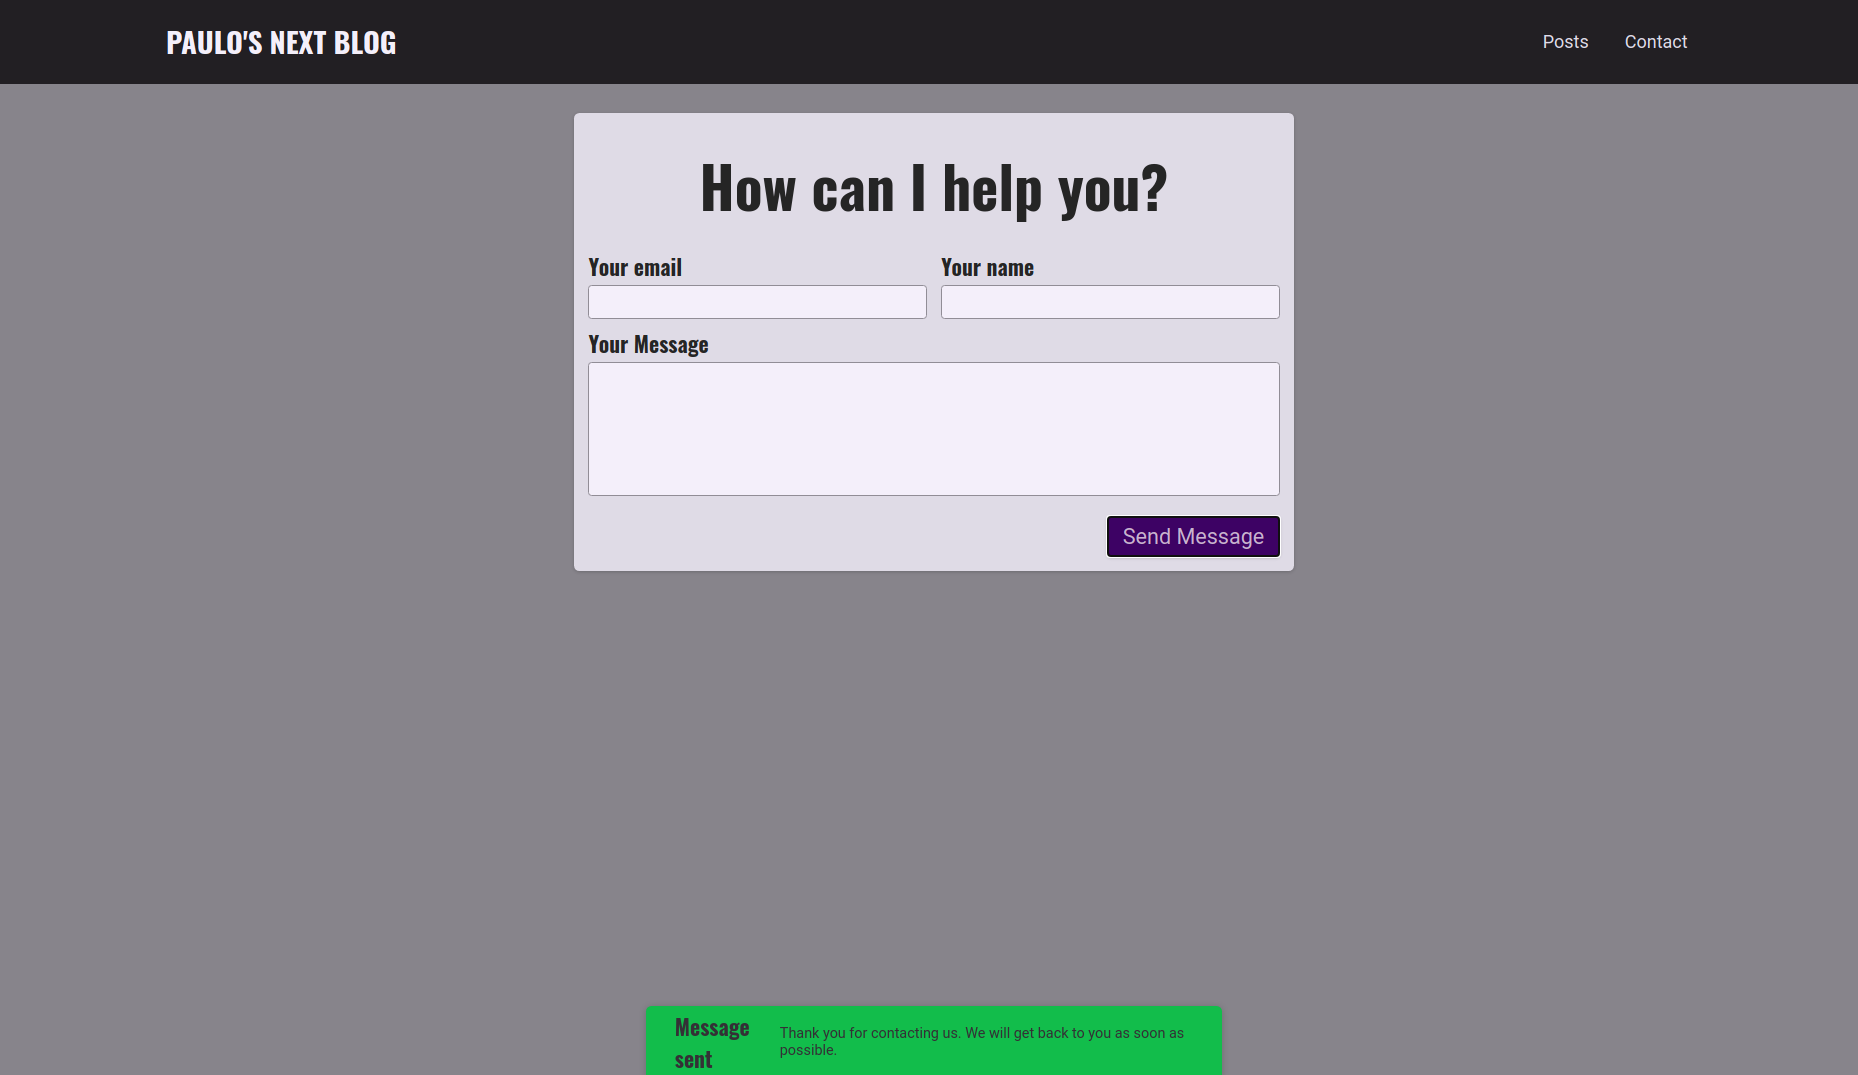 PAULO'S NEXT BLOG
Posts
Contact
How can I help you?
Your email
Your name
Your Message
Send Message
Message
sent
Thank you for contacting us. We will get back to you as soon as
possible.